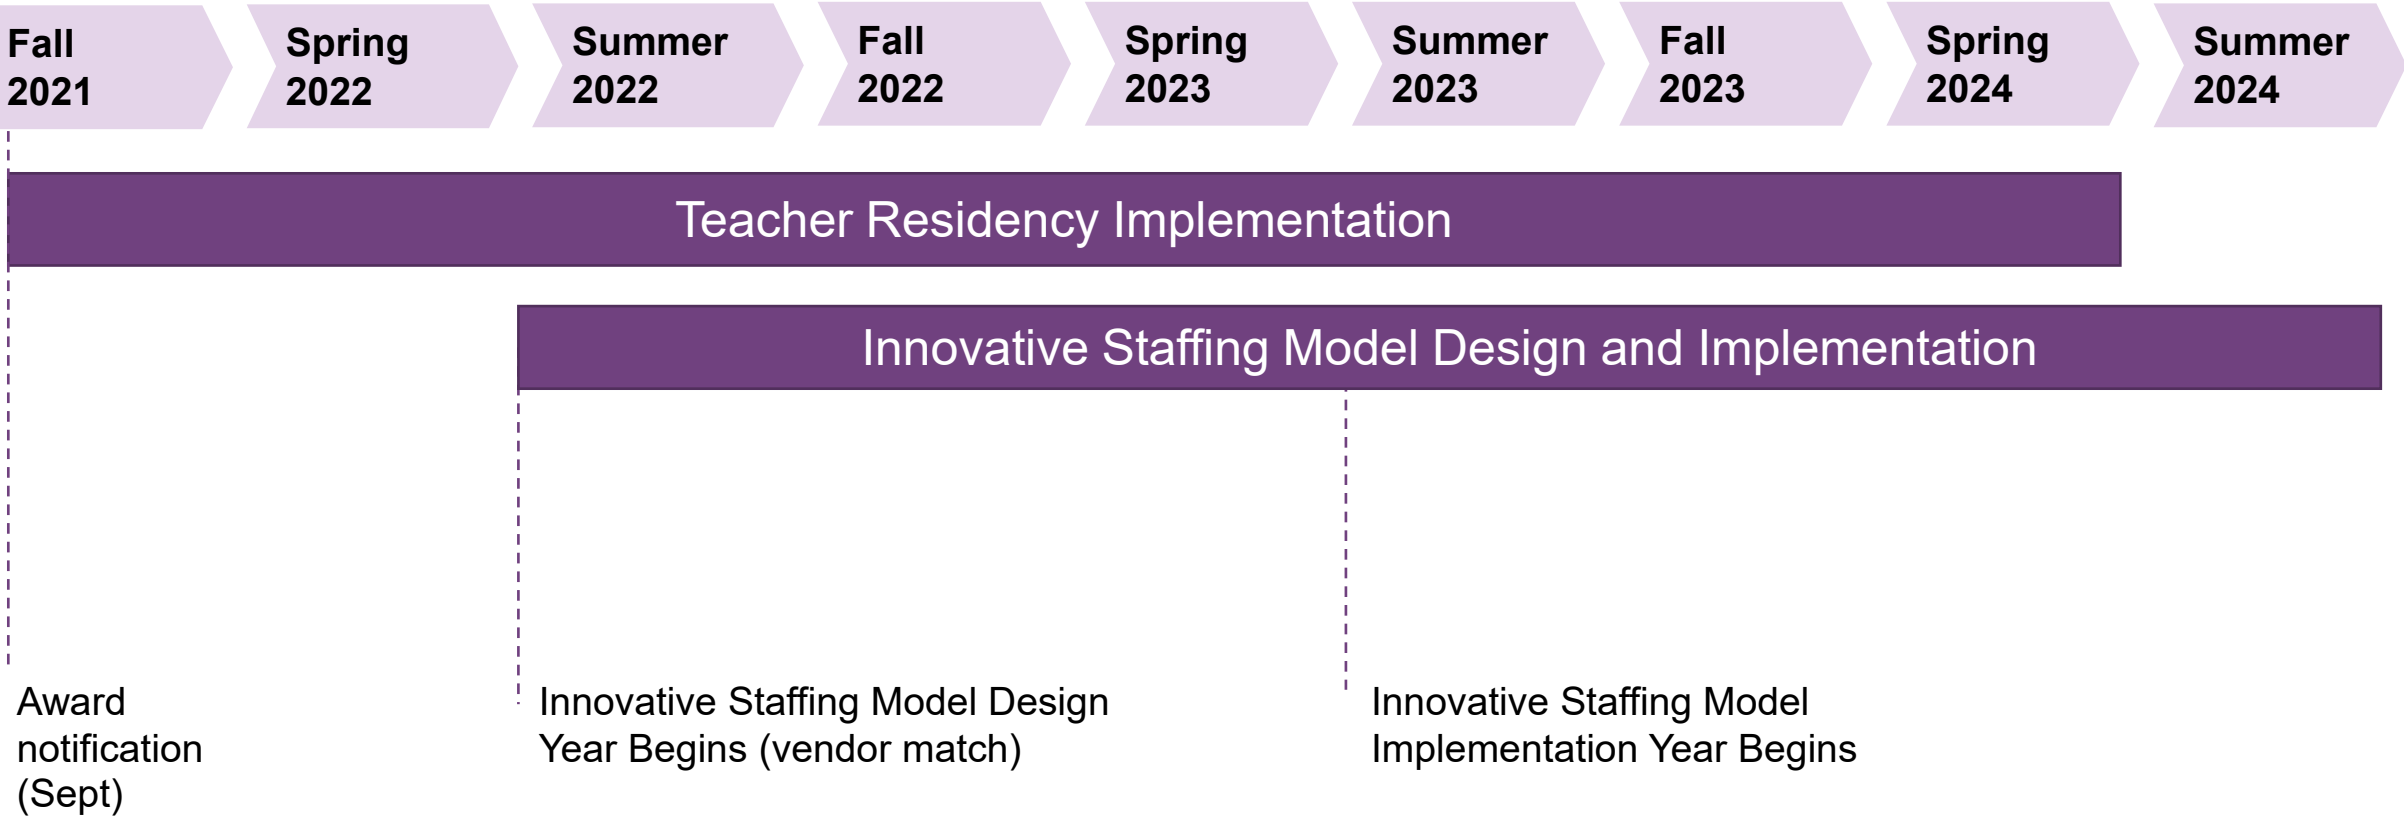 Fall
2021
Spring
2022
Summer
2022
Fall
2022
Spring
2023
Summer
2023
Fall
2023
Spring
2024
Summer
2024
Teacher Residency Implementation
Innovative Staffing Model Design and Implementation
Award
notification
(Sept)
Innovative Staffing Model Design
Year Begins (vendor match)
Innovative Staffing Model
Implementation Year Begins